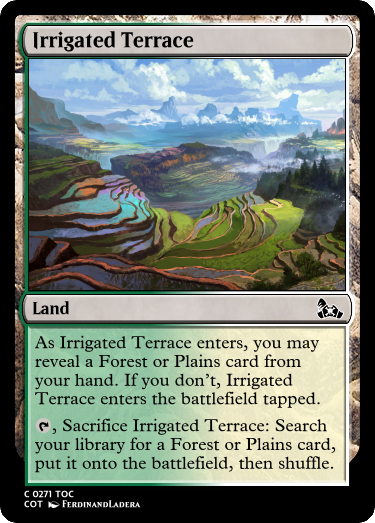 Irrigated Terrace
Land
As Irrigated Terrace enters, you may
reveal a Forest or Plains card from
your hand. If you don't, Irrigated
Terrace enters the battlefield tapped.
, Sacrifice Irrigated Terrace: Search
your library for a Forest or Plains card,
put it onto the battlefield, then shuffle.
C 0271 TOC
COT FerdinandLadera